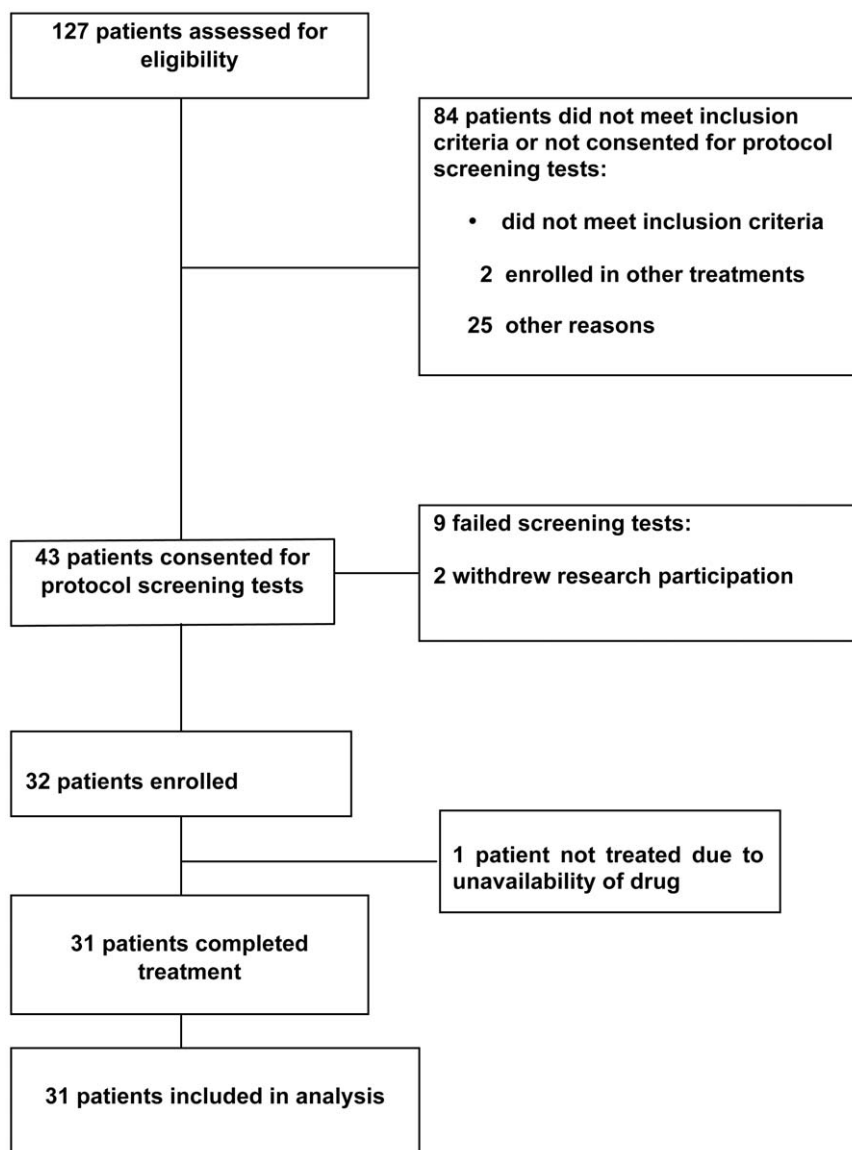 127 patients assessed for
eligibility
84 patients did not meet inclusion
criteria or not consented for protocol
screening tests:
• did not meet inclusion criteria
2 enrolled in other treatments
25 other reasons
43 patients consented for
protocol screening tests
9 failed screening tests:
2 withdrew research participation
32 patients enrolled
1 patient not treated due to
unavailability of drug
31 patients completed
treatment
31 patients included in analysis